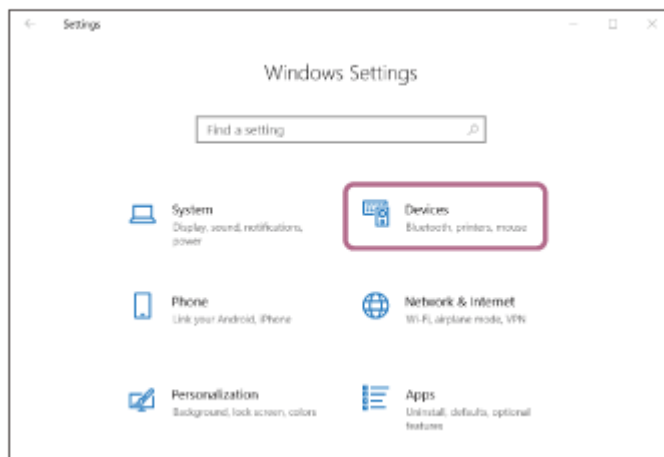 Settings
Windows Settings
Find a setting
System
Display, sound, notifications,
power
Devices
Bluetooth, printers, mouse
Phone
Link your Android, iPhone
Network & Internet
Wi-Fi, airplane mode, VPN
Personalization
Background, lock screen, colors
Apps
Uninstall, defaults, optional
features